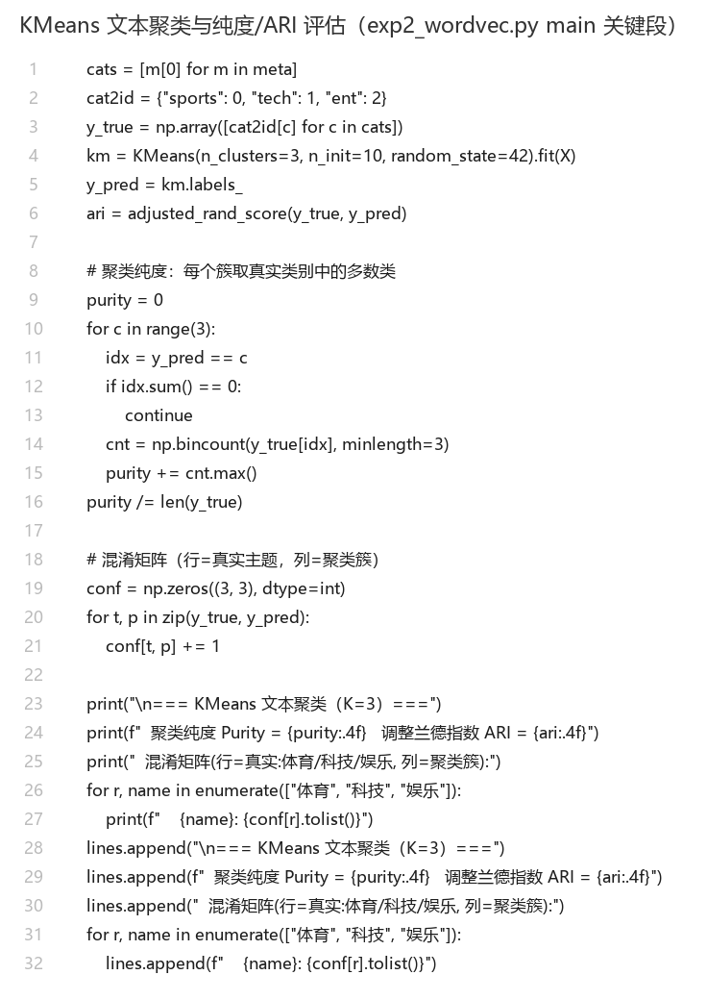 KMeans 文本聚类与纯度/ARI 评估（exp2_wordvec.py main 关键段）
1 cats = [m[0] for m in meta]
2 cat2id = {"sports": 0, "tech": 1, "ent": 2}
3 y_true = np.array([cat2id[c] for c in cats])
4 km = KMeans(n_clusters=3, n_init=10, random_state=42).fit(X)
5 y_pred = km.labels_
6 ari = adjusted_rand_score(y_true, y_pred)
7
8 # 聚类纯度：每个簇取真实类别中的多数类
9 purity = 0
10 for c in range(3):
11     idx = y_pred == c
12     if idx.sum() == 0:
13         continue
14     cnt = np.bincount(y_true[idx], minlength=3)
15     purity += cnt.max()
16 purity /= len(y_true)
17
18 # 混淆矩阵（行=真实主题，列=聚类簇）
19 conf = np.zeros((3, 3), dtype=int)
20 for t, p in zip(y_true, y_pred):
21     conf[t, p] += 1
22
23 print("\n=== KMeans 文本聚类（K=3）===")
24 print(f"  聚类纯度 Purity = {purity:.4f}   调整兰德指数 ARI = {ari:.4f}")
25 print("  混淆矩阵(行=真实:体育/科技/娱乐, 列=聚类簇):")
26 for r, name in enumerate(["体育", "科技", "娱乐"]):
27     print(f"    {name}: {conf[r].tolist()}")
28 lines.append("\n=== KMeans 文本聚类（K=3）===")
29 lines.append(f"  聚类纯度 Purity = {purity:.4f}   调整兰德指数 ARI = {ari:.4f}")
30 lines.append("  混淆矩阵(行=真实:体育/科技/娱乐, 列=聚类簇):")
31 for r, name in enumerate(["体育", "科技", "娱乐"]):
32     lines.append(f"    {name}: {conf[r].tolist()}")